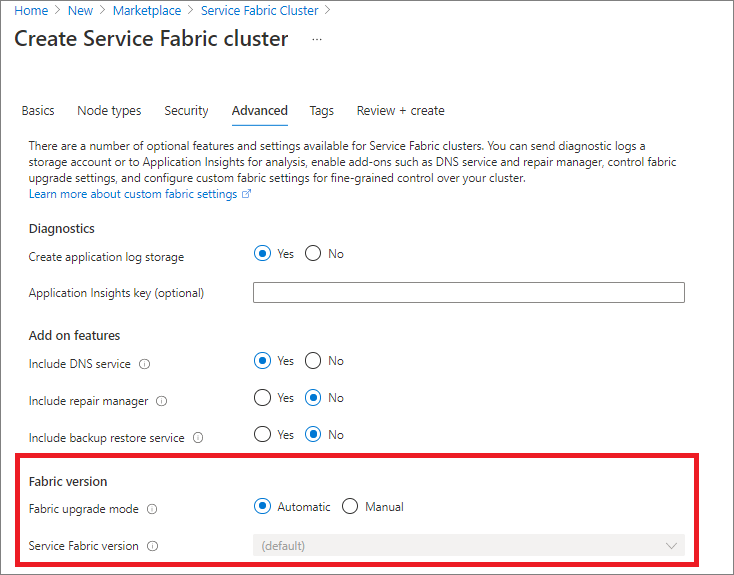 Home > New > Marketplace > Service Fabric Cluster >
Create Service Fabric cluster ...
Basics Node types Security Advanced Tags Review + create
There are a number of optional features and settings available for Service Fabric clusters. You can send diagnostic logs a
storage account or to Application Insights for analysis, enable add-ons such as DNS service and repair manager, control fabric
upgrade settings, and configure custom fabric settings for fine-grained control over your cluster.
Learn more about custom fabric settings
Diagnostics
Create application log storage Yes No
Application Insights key (optional)
Add on features
Include DNS service Yes No
Include repair manager Yes No
Include backup restore service Yes No
Fabric version
Fabric upgrade mode Automatic Manual
Service Fabric version (default)